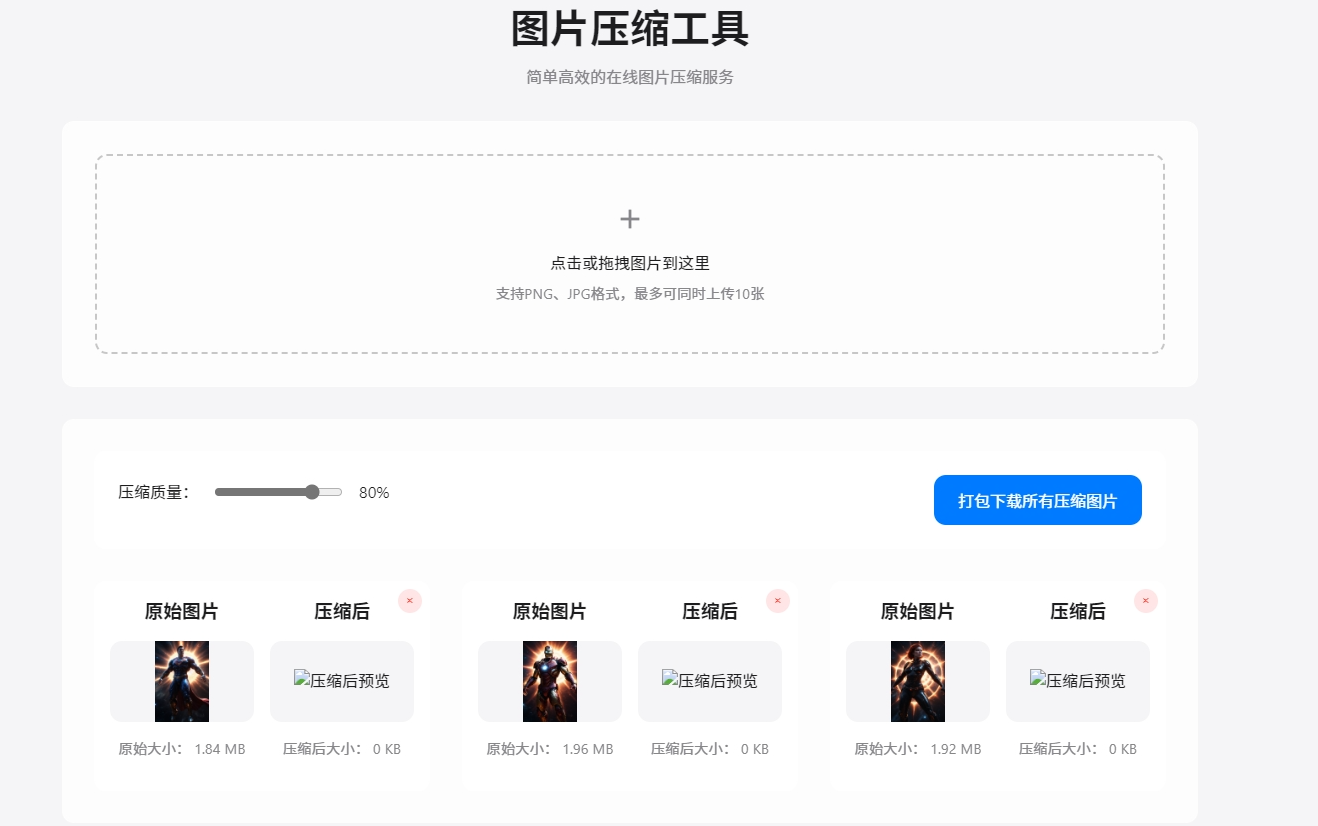 图片压缩工具
简单高效的在线图片压缩服务
+
点击或拖拽图片到这里
支持PNG、JPG格式，最多可同时上传10张
压缩质量： 80% 打包下载所有压缩图片
原始图片 压缩后 × 原始图片 压缩后 × 原始图片 压缩后 ×
压缩后预览 压缩后预览 压缩后预览
原始大小： 1.84 MB 压缩后大小： 0 KB 原始大小： 1.96 MB 压缩后大小： 0 KB 原始大小： 1.92 MB 压缩后大小： 0 KB